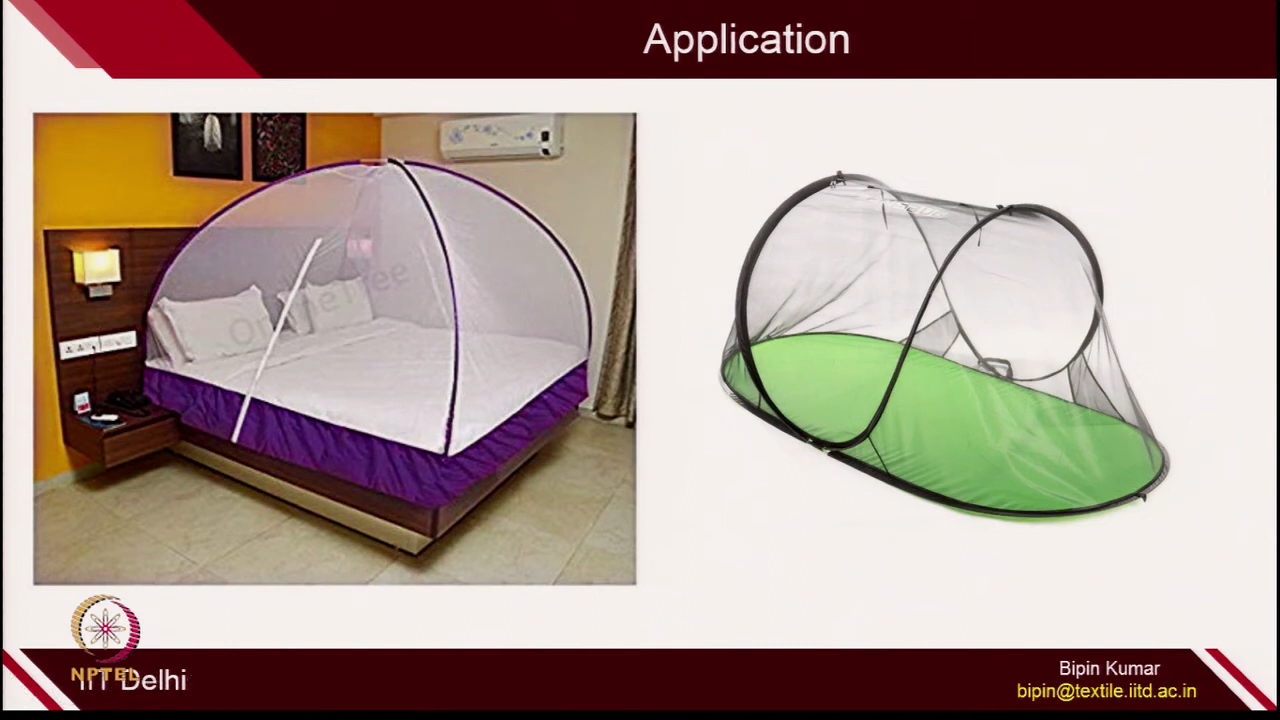 Application
NPTEL
IIT Delhi
Bipin Kumar
bipin@textile.iitd.ac.in